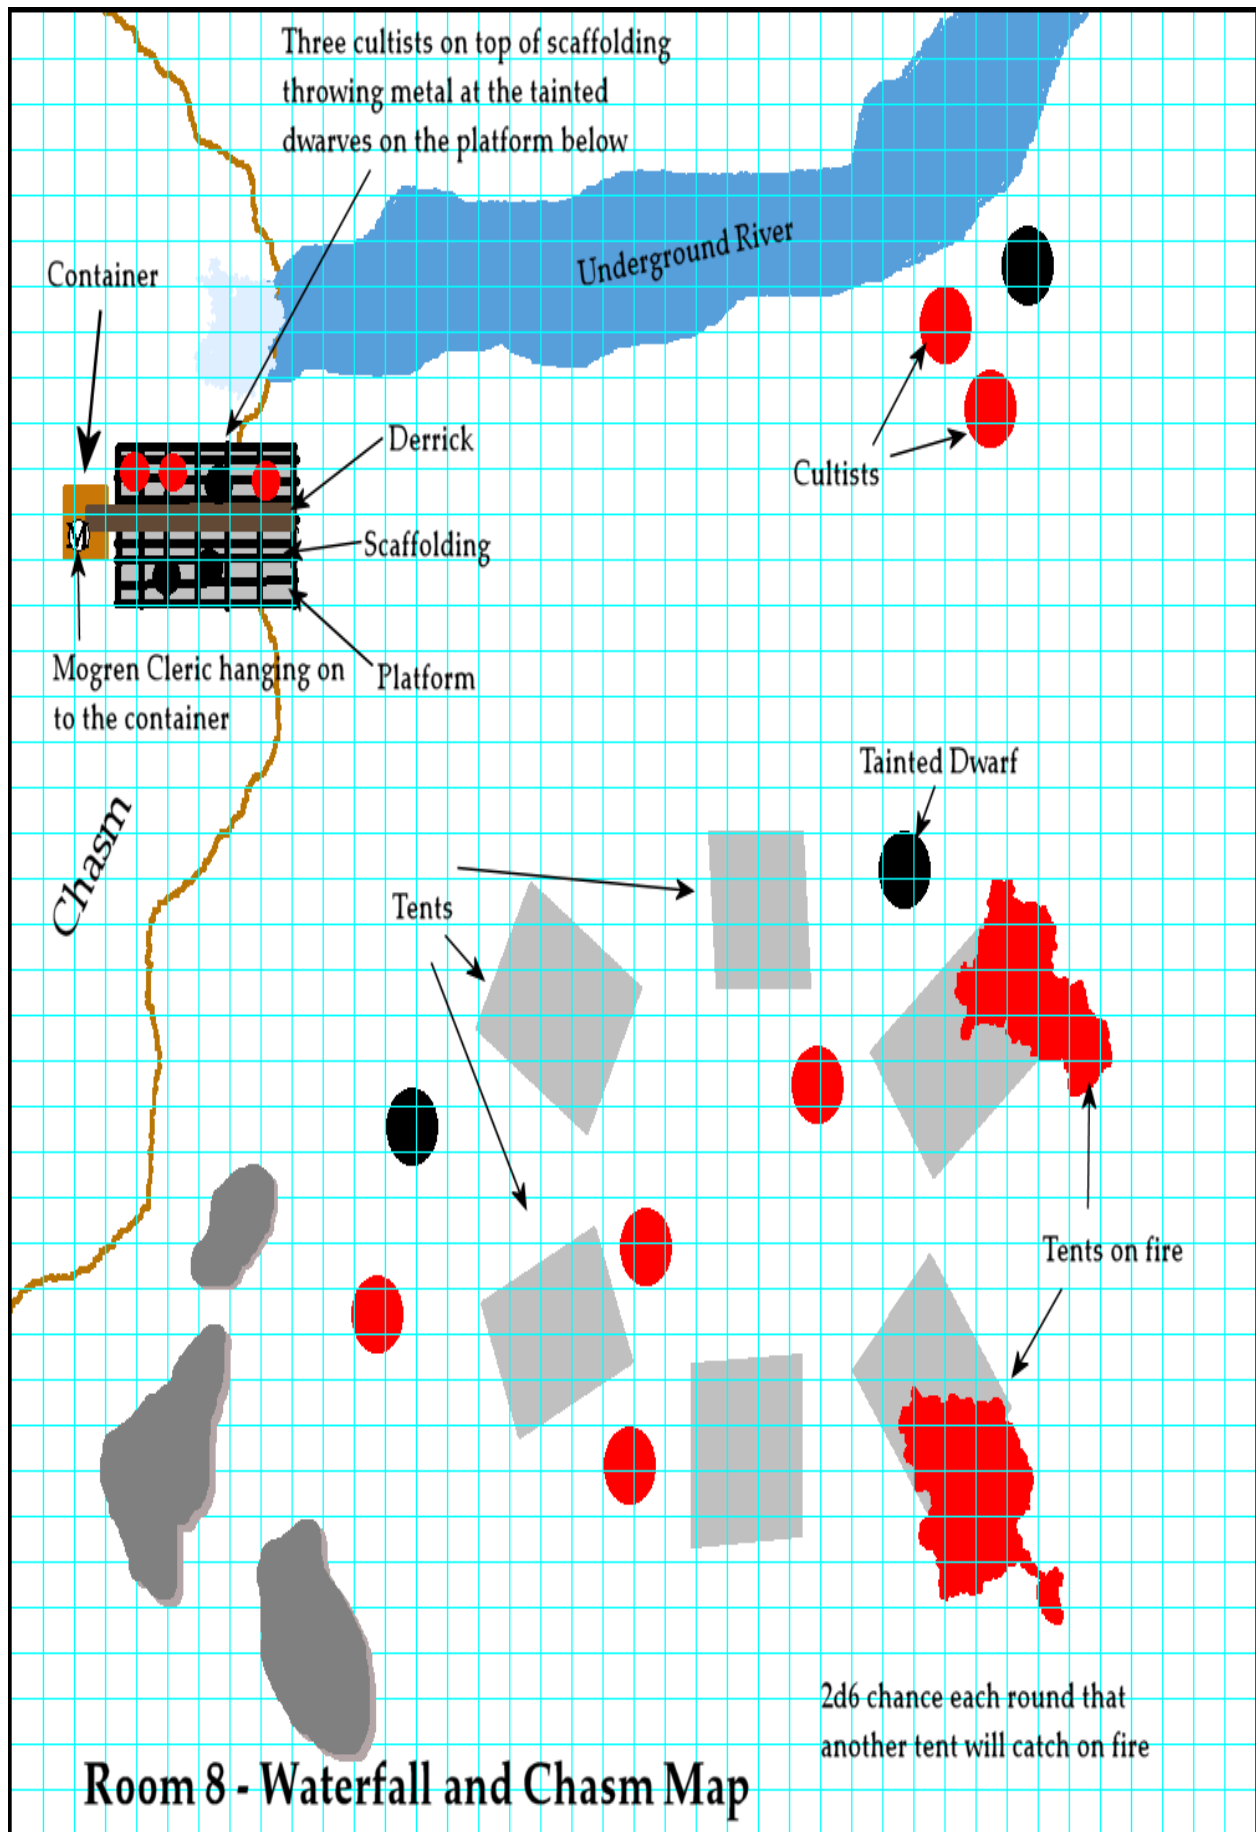 Three cultists on top of scaffolding
throwing metal at the tainted
dwarves on the platform below
Underground River
Container
Derrick
Cultists
Scaffolding
M
Mogren Cleric hanging on
to the container
Platform
Tainted Dwarf
Chasm
Tents
Tents on fire
2d6 chance each round that
another tent will catch on fire
Room 8 - Waterfall and Chasm Map